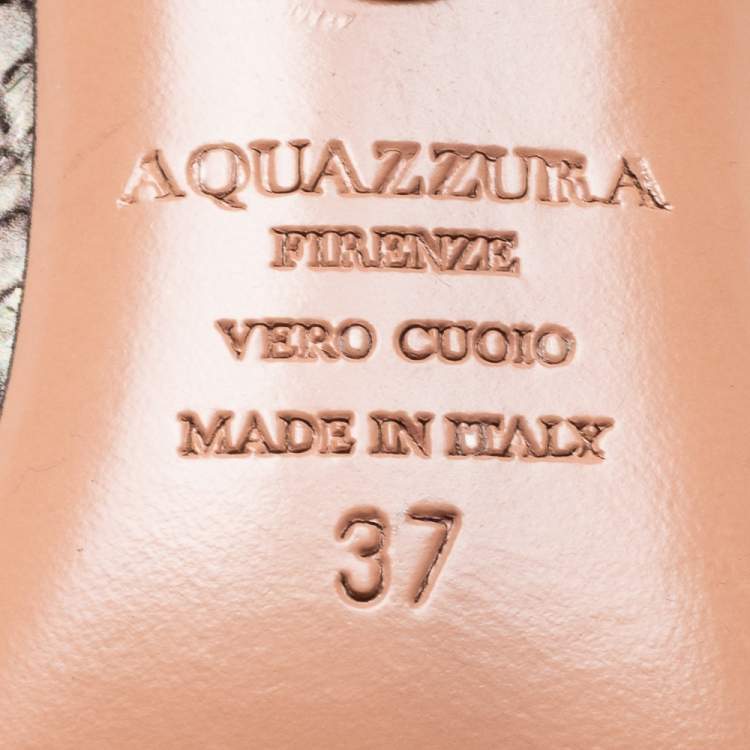 AQUAZZURA
FIRENZE
VERO CUOIO
MADE IN ITALY
37